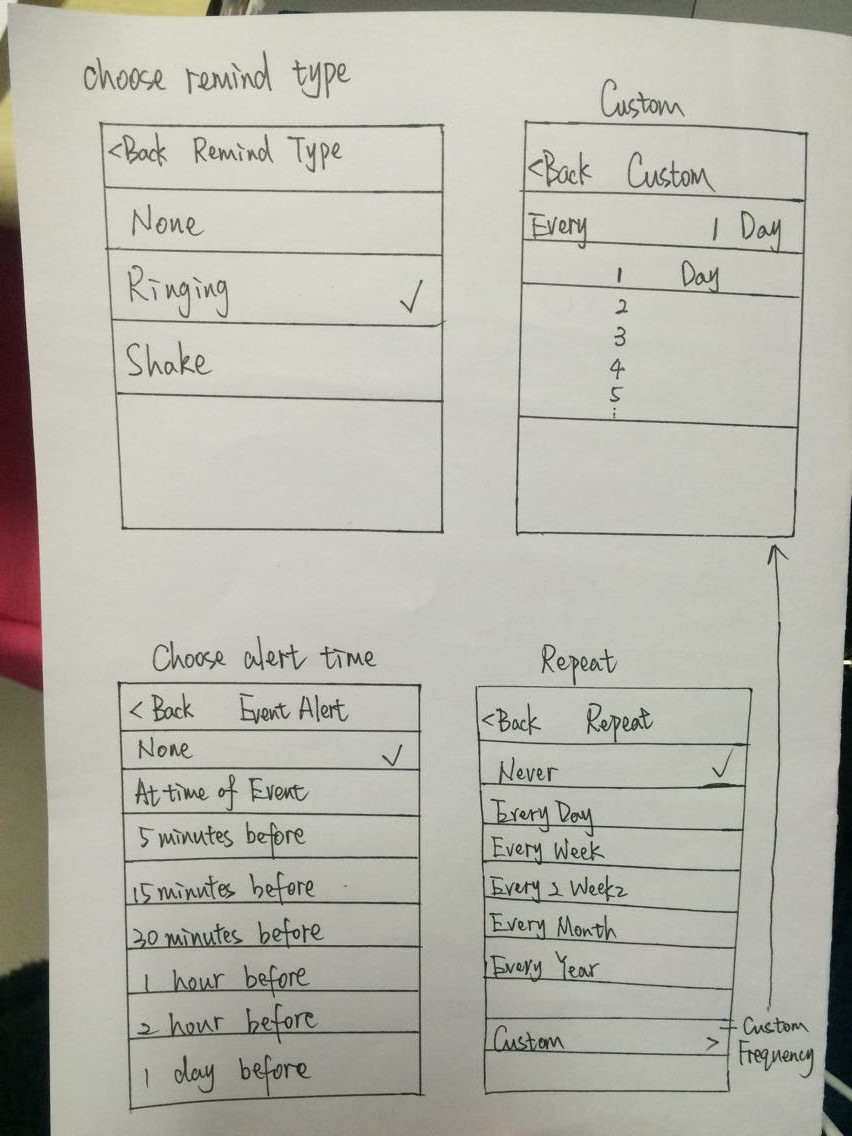 choose remind type
<Back Remind Type
None
Ringing ✓
Shake
Custom
<Back Custom
Every 1 Day
1 Day
2
3
4
5
Choose alert time
< Back Event Alert
None ✓
At time of Event
5 minutes before
15 minutes before
30 minutes before
1 hour before
2 hour before
1 day before
Repeat
<Back Repeat
Never ✓
Every Day
Every Week
Every 2 Weeks
Every Month
Every Year
Custom >
Custom
Frequency